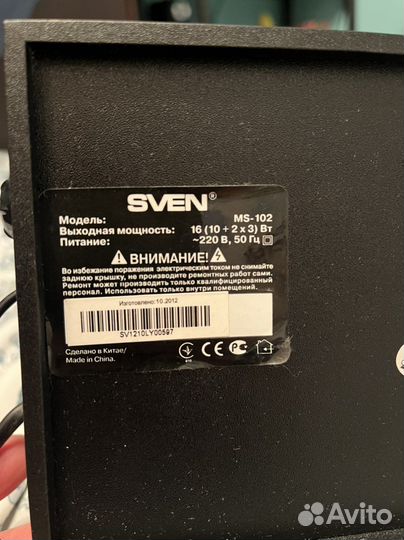 SVEN®
Модель: MS-102
Выходная мощность: 16 (10 + 2 x 3) Вт
Питание: ~220 В, 50 Гц
ВНИМАНИЕ!
Во избежание поражения электрическим током не снимайте
заднюю крышку, не производите ремонтных работ сами.
Ремонт может производить только квалифицированный
персонал. Использовать только внутри помещения.
Изготовлено:10.2012
SV1210LY00597
Сделано в Китае/
Made in China.
Avito